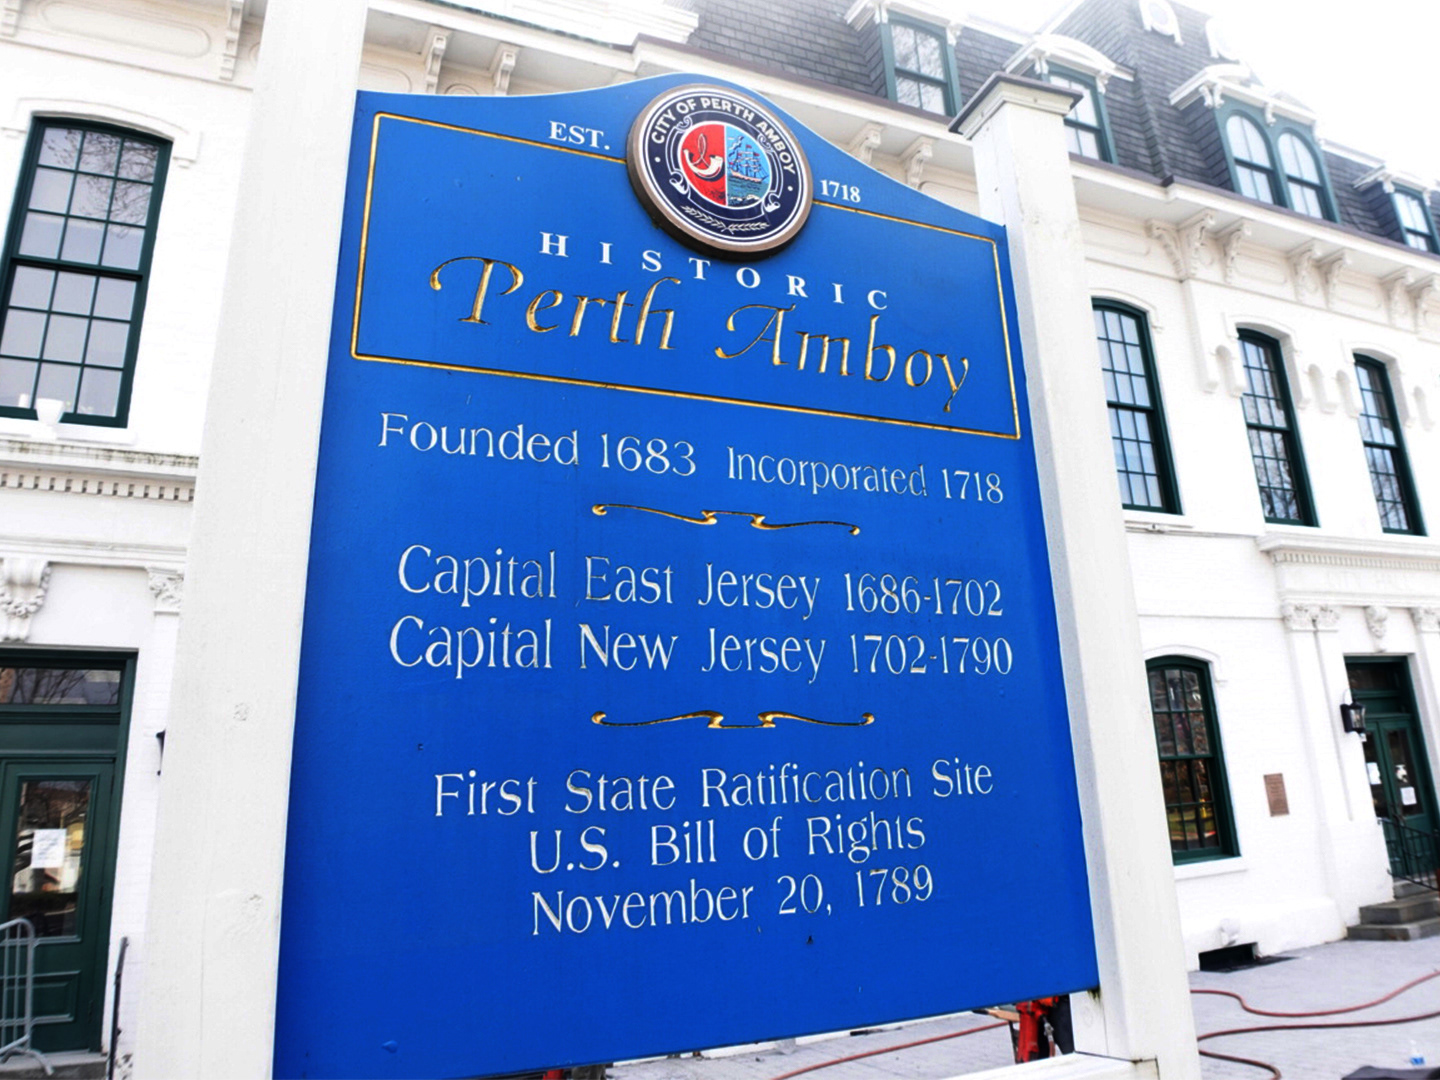 CITY OF PERTH AMBOY
EST. 1718
HISTORIC
Perth Amboy
Founded 1683 Incorporated 1718
Capital East Jersey 1686-1702
Capital New Jersey 1702-1790
First State Ratification Site
U.S. Bill of Rights
November 20, 1789